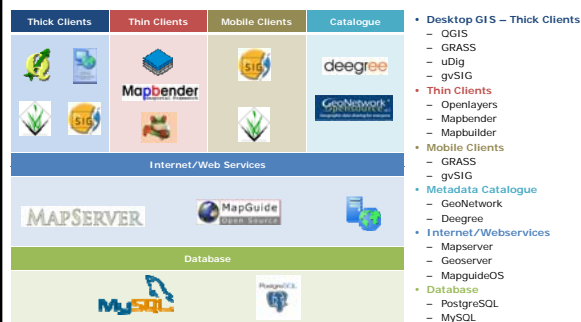 Thick Clients
Thin Clients
Mobile Clients
Catalogue
SIG
Mapbender
SIG
deegree
GeoNetwork
opensource
Internet/Web Services
MAPSERVER
MapGuide
Open Source
Database
MySQL
PostgreSQL
• Desktop GIS – Thick Clients
– QGIS
– GRASS
– uDig
– gvSIG
• Thin Clients
– Openlayers
– Mapbender
– Mapbuilder
• Mobile Clients
– GRASS
– gvSIG
• Metadata Catalogue
– GeoNetwork
– Deegree
• Internet/Webservices
– Mapserver
– Geoserver
– MapguideOS
• Database
– PostgreSQL
– MySQL